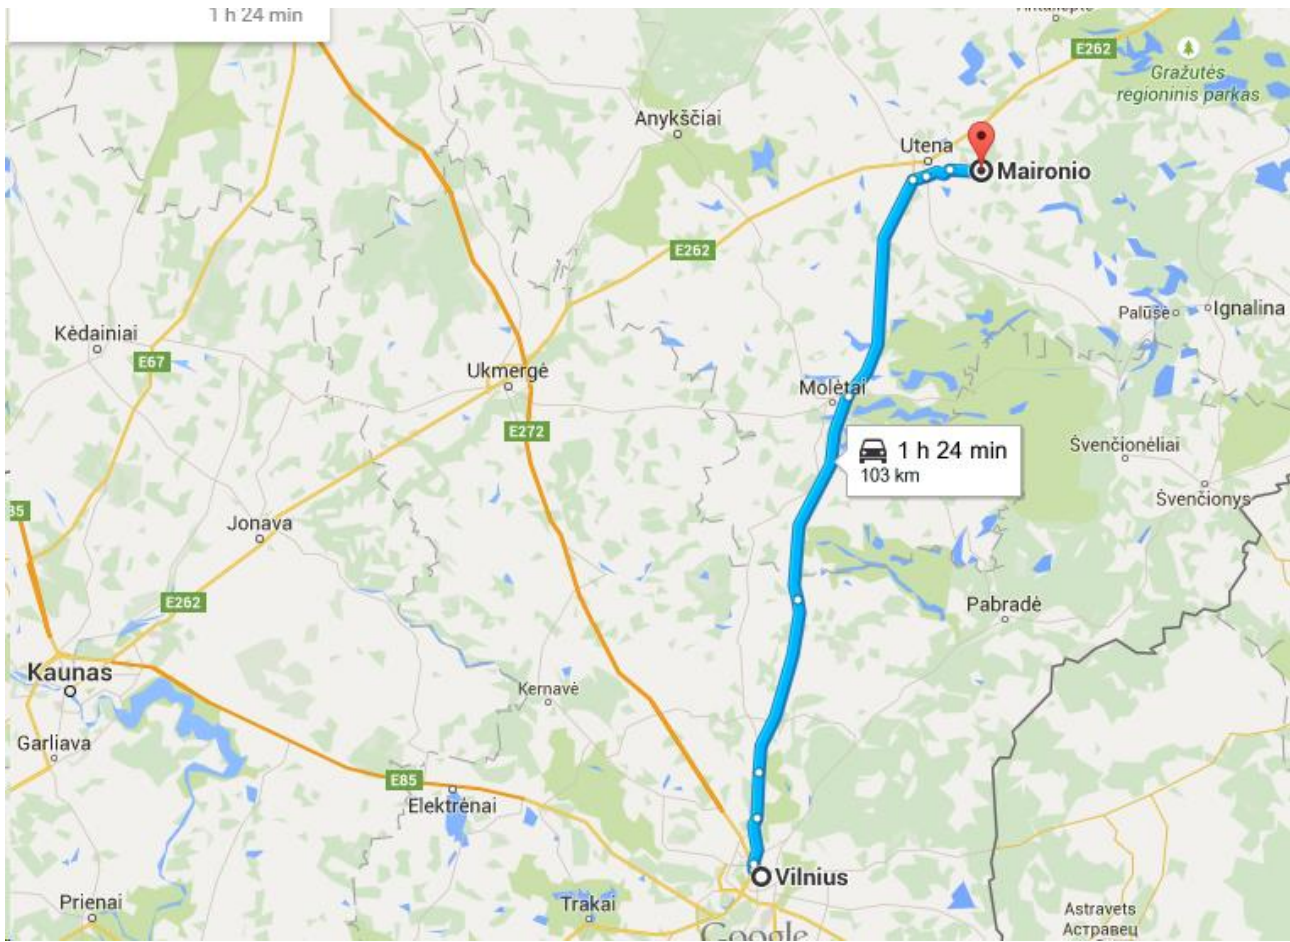 1 h 24 min
E262
Gražutės
regioninis parkas
Anykščiai
Utena
Maironio
E262
Ignalina
Palūšė
Kėdainiai
E67
Ukmergė
Molėtai
E272
1 h 24 min
103 km
Švenčionėliai
Švenčionys
Jonava
E262
Pabradė
Kaunas
Kernavė
Garliava
E85
Elektrėnai
Vilnius
Prienai
Trakai
Astravets
Астравец
Google